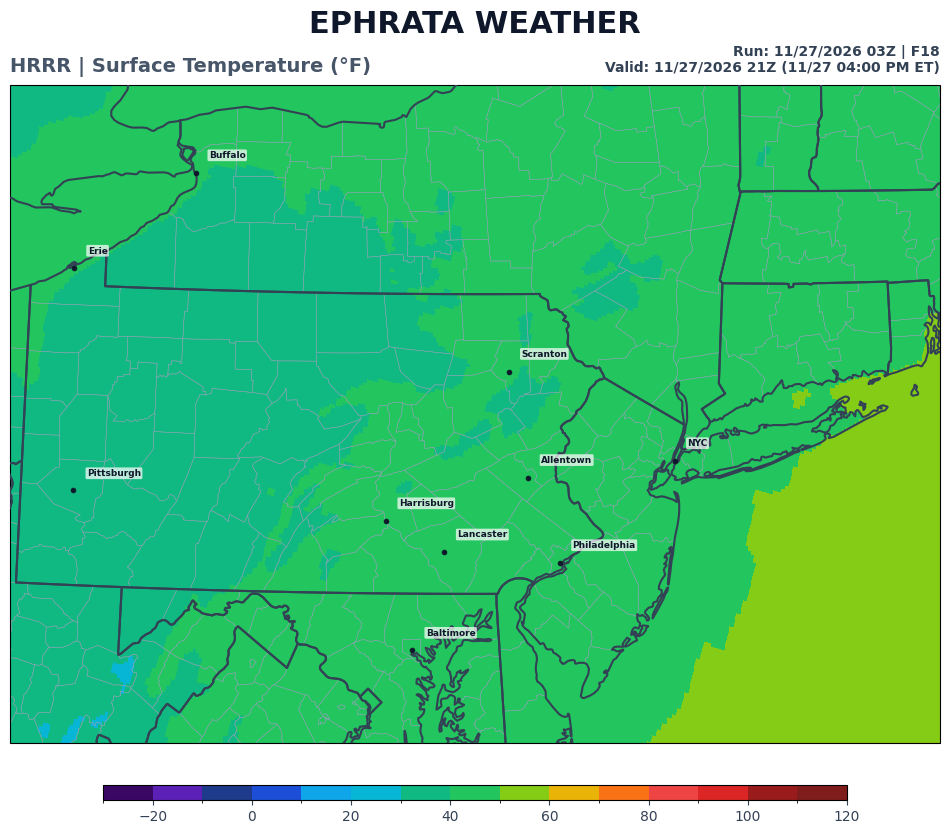 EPHRATA WEATHER
HRRR | Surface Temperature (°F)
Run: 11/27/2026 03Z | F18
Valid: 11/27/2026 21Z (11/27 04:00 PM ET)
Buffalo
Erie
Scranton
NYC
Allentown
Pittsburgh
Harrisburg
Lancaster
Philadelphia
Baltimore
−20 0 20 40 60 80 100 120